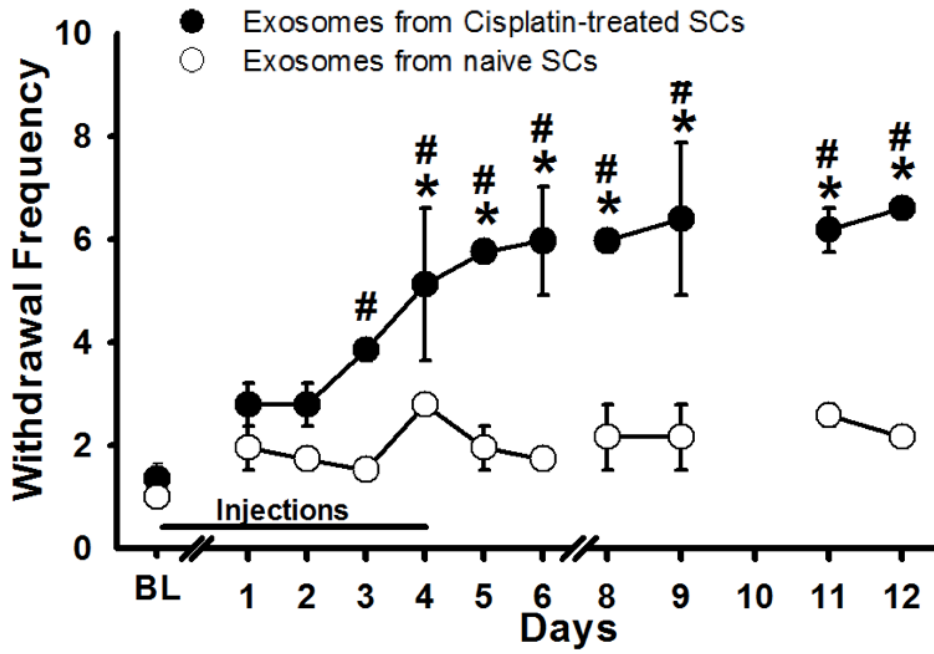 Exosomes from Cisplatin-treated SCs
Exosomes from naive SCs
Withdrawal Frequency
10
8
6
4
2
0
# # # # # # # #
* * * * * * *
Injections
BL 1 2 3 4 5 6 8 9 10 11 12
Days